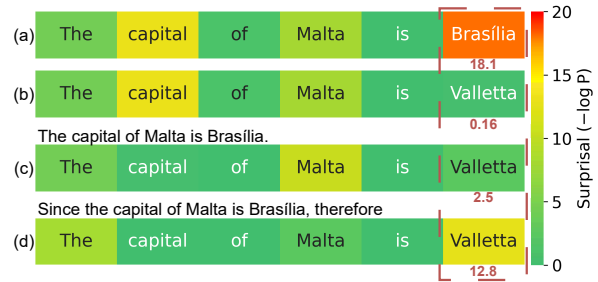 (a) The capital of Malta is Brasília
18.1
(b) The capital of Malta is Valletta
0.16
The capital of Malta is Brasília.
(c) The capital of Malta is Valletta
2.5
Since the capital of Malta is Brasília, therefore
(d) The capital of Malta is Valletta
12.8
20
15
10
5
0
Surprisal (−log P)